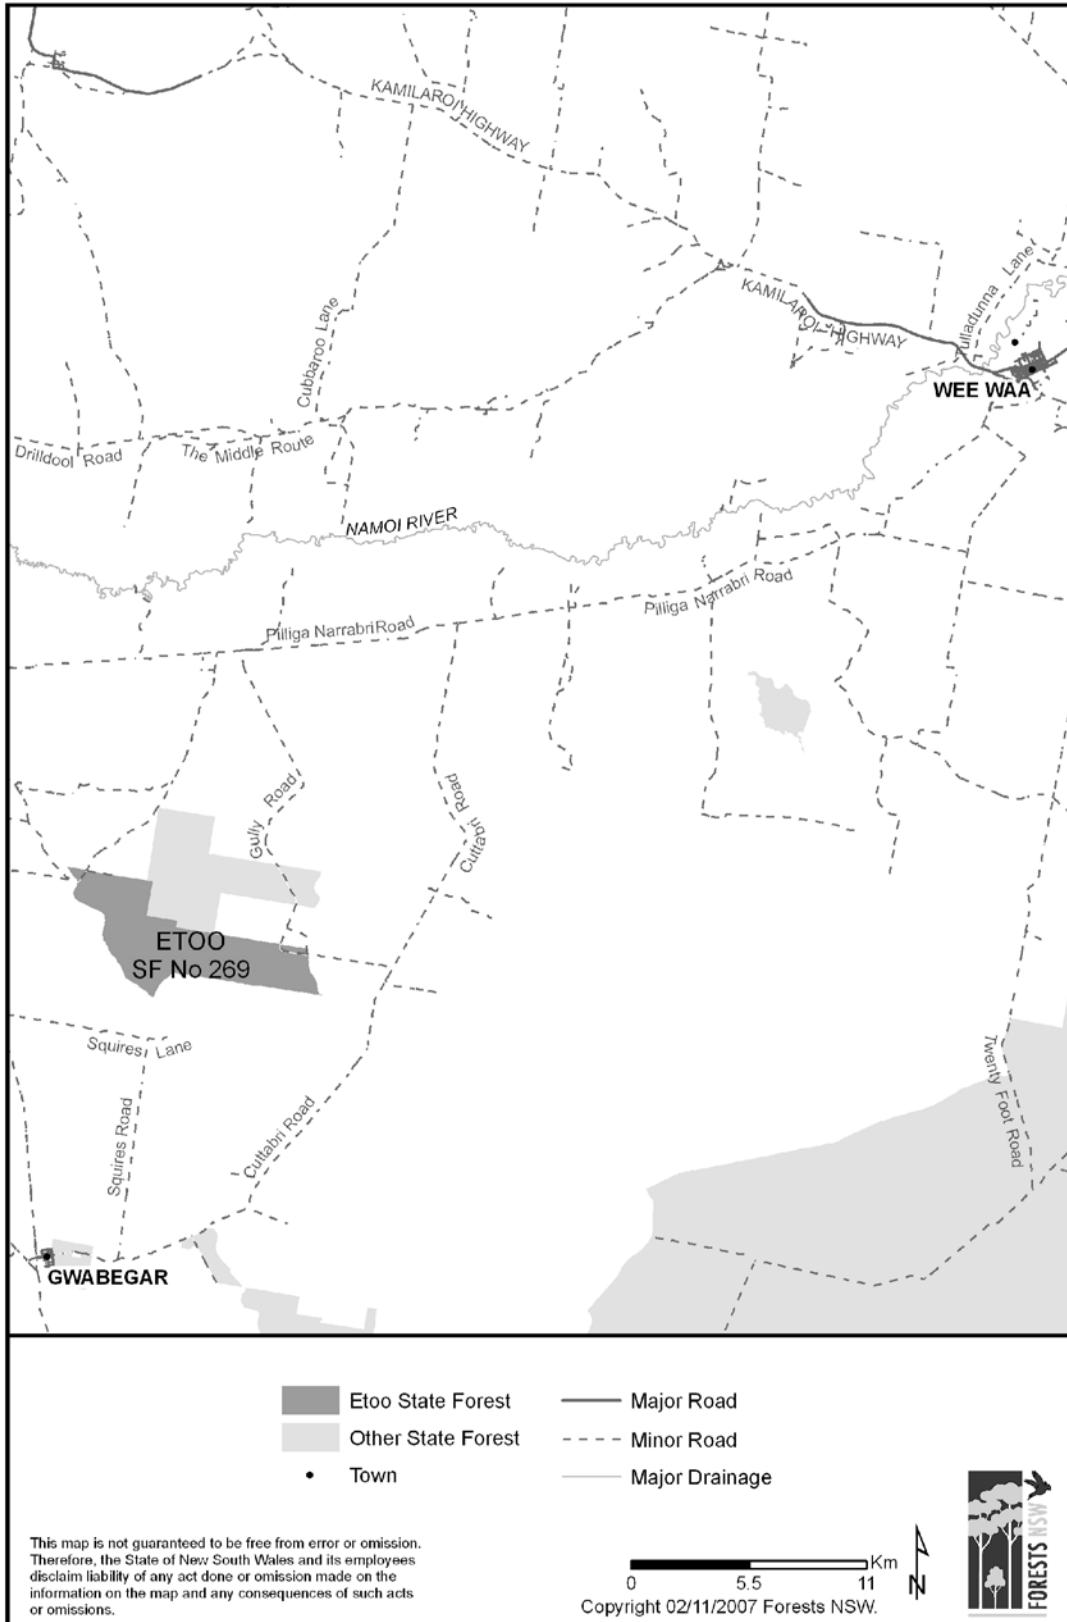 KAMILAROI HIGHWAY
KAMILAROI HIGHWAY
ulladunna Lane
Cubbaroo Lane
WEE WAA
Drilldool Road
The Middle Route
NAMOI RIVER
Pilliga Narrabri Road
Pilliga Narrabri Road
Gully Road
Cuttabri Road
ETOO
SF No 269
Squires Lane
Squires Road
Cuttabri Road
Twenty Foot Road
GWABEGAR
Etoo State Forest
Other State Forest
Town
Major Road
Minor Road
Major Drainage
This map is not guaranteed to be free from error or omission.
Therefore, the State of New South Wales and its employees
disclaim liability of any act done or omission made on the
information on the map and any consequences of such acts
or omissions.
Km
0 5.5 11
Copyright 02/11/2007 Forests NSW.
N
FORESTS NSW